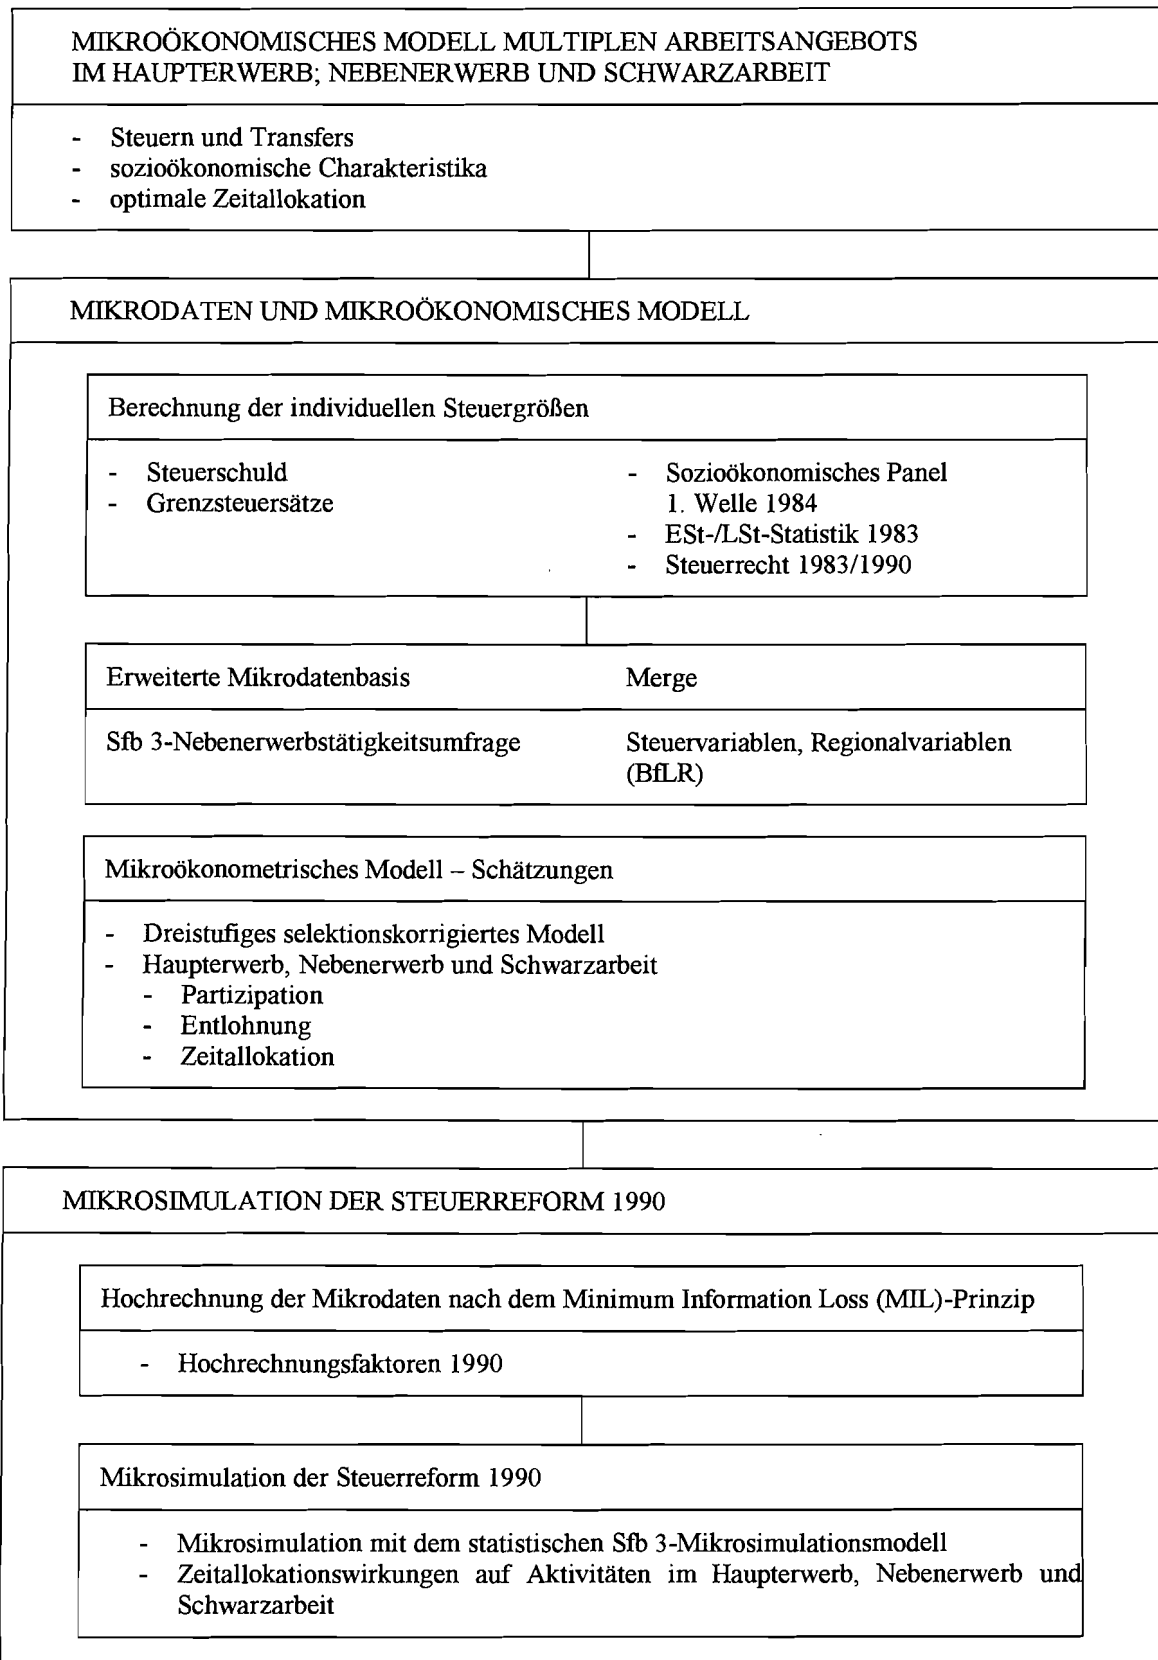 MIKROÖKONOMISCHES MODELL MULTIPLEN ARBEITSANGEBOTS
IM HAUPTERWERB; NEBENERWERB UND SCHWARZARBEIT
- Steuern und Transfers
- sozioökonomische Charakteristika
- optimale Zeitallokation
MIKRODATEN UND MIKROÖKONOMISCHES MODELL
Berechnung der individuellen Steuergrößen
- Steuerschuld
- Grenzsteuersätze
- Sozioökonomisches Panel
1. Welle 1984
- ESt-/LSt-Statistik 1983
- Steuerrecht 1983/1990
Erweiterte Mikrodatenbasis
Merge
Sfb 3-Nebenerwerbstätigkeitsumfrage
Steuervariablen, Regionalvariablen
(BfLR)
Mikroökonometrisches Modell – Schätzungen
- Dreistufiges selektionskorrigiertes Modell
- Haupterwerb, Nebenerwerb und Schwarzarbeit
- Partizipation
- Entlohnung
- Zeitallokation
MIKROSIMULATION DER STEUERREFORM 1990
Hochrechnung der Mikrodaten nach dem Minimum Information Loss (MIL)-Prinzip
- Hochrechnungsfaktoren 1990
Mikrosimulation der Steuerreform 1990
- Mikrosimulation mit dem statistischen Sfb 3-Mikrosimulationsmodell
- Zeitallokationswirkungen auf Aktivitäten im Haupterwerb, Nebenerwerb und
Schwarzarbeit